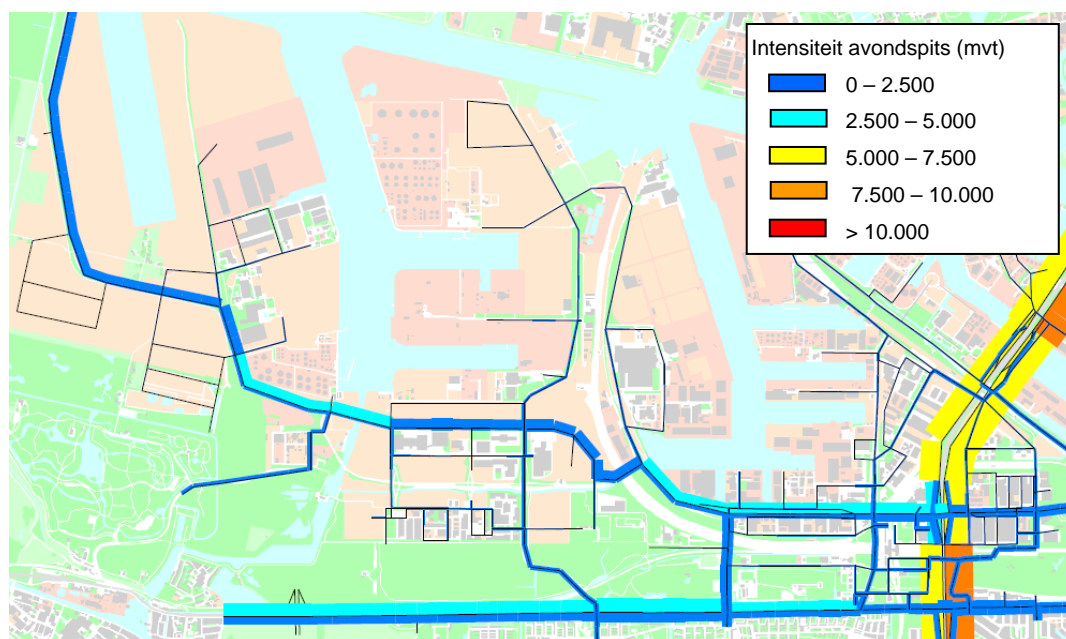 Intensiteit avondspits (mvt)
0 – 2.500
2.500 – 5.000
5.000 – 7.500
7.500 – 10.000
> 10.000